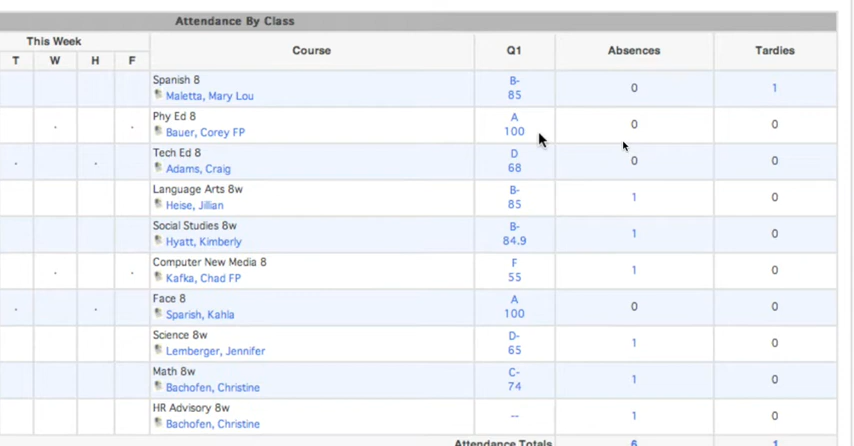 Attendance By Class
This Week Course Q1 Absences Tardies
T W H F
Spanish 8 B-
Maletta, Mary Lou 85 0 1
Phy Ed 8 A
. . Bauer, Corey FP 100 0 0
Tech Ed 8 D
. . Adams, Craig 68 0 0
Language Arts 8w B-
Heise, Jillian 85 1 0
Social Studies 8w B-
Hyatt, Kimberly 84.9 1 0
Computer New Media 8 F
. . Kafka, Chad FP 55 1 0
Face 8 A
. . Sparish, Kahla 100 0 0
Science 8w D-
Lemberger, Jennifer 65 1 0
Math 8w C-
Bachofen, Christine 74 1 0
HR Advisory 8w
Bachofen, Christine -- 1 0
Attendance Totals 6 1